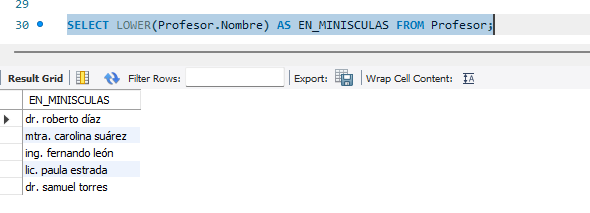 29
30 SELECT LOWER(Profesor.Nombre) AS EN_MINISCULAS FROM Profesor;
Result Grid Filter Rows: Export: Wrap Cell Content: IA
EN_MINISCULAS
dr. roberto díaz
mtra. carolina suárez
ing. fernando león
lic. paula estrada
dr. samuel torres